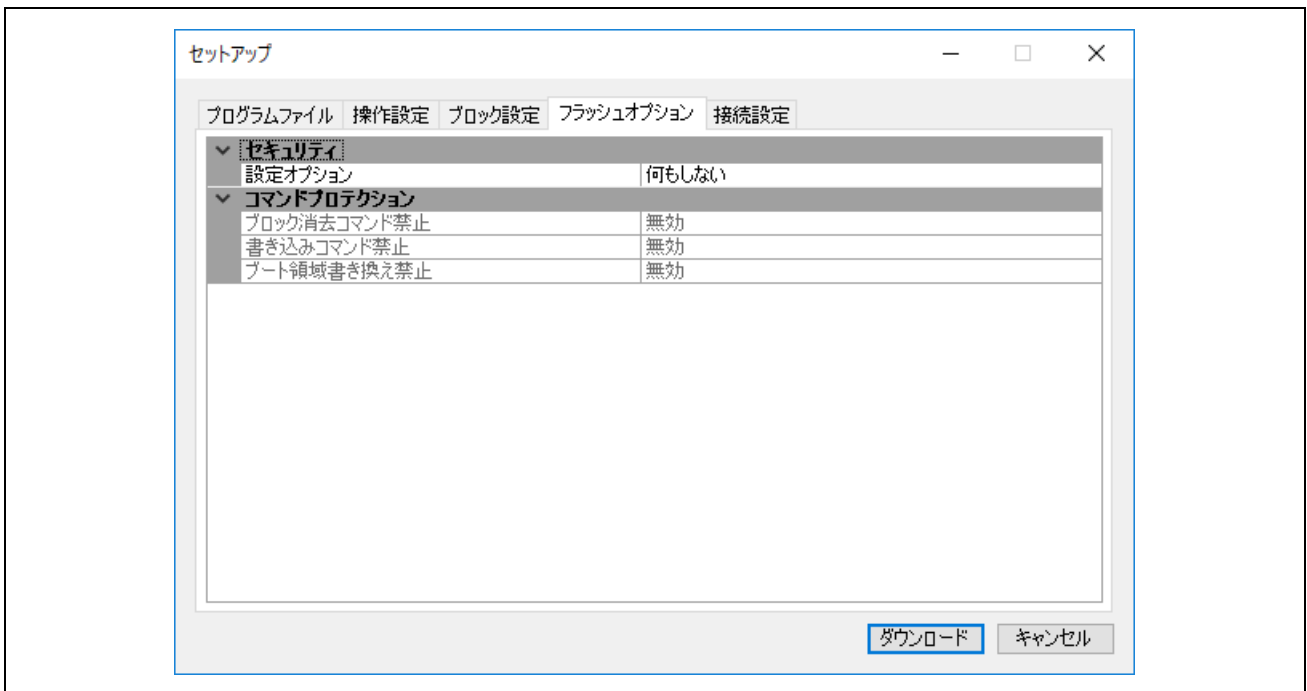 セットアップ
プログラムファイル 操作設定 ブロック設定 フラッシュオプション 接続設定
セキュリティ
設定オプション 何もしない
コマンドプロテクション
ブロック消去コマンド禁止 無効
書き込みコマンド禁止 無効
ブート領域書き換え禁止 無効
ダウンロード キャンセル